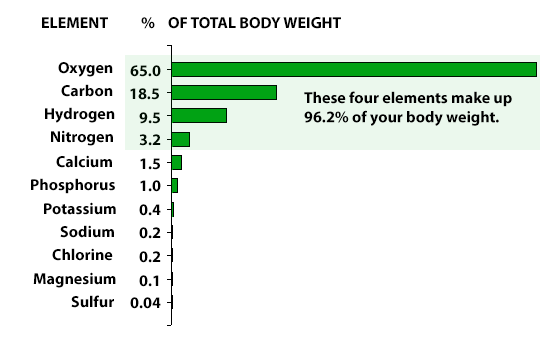 ELEMENT % OF TOTAL BODY WEIGHT
Oxygen 65.0
Carbon 18.5
Hydrogen 9.5
Nitrogen 3.2
These four elements make up
96.2% of your body weight.
Calcium 1.5
Phosphorus 1.0
Potassium 0.4
Sodium 0.2
Chlorine 0.2
Magnesium 0.1
Sulfur 0.04